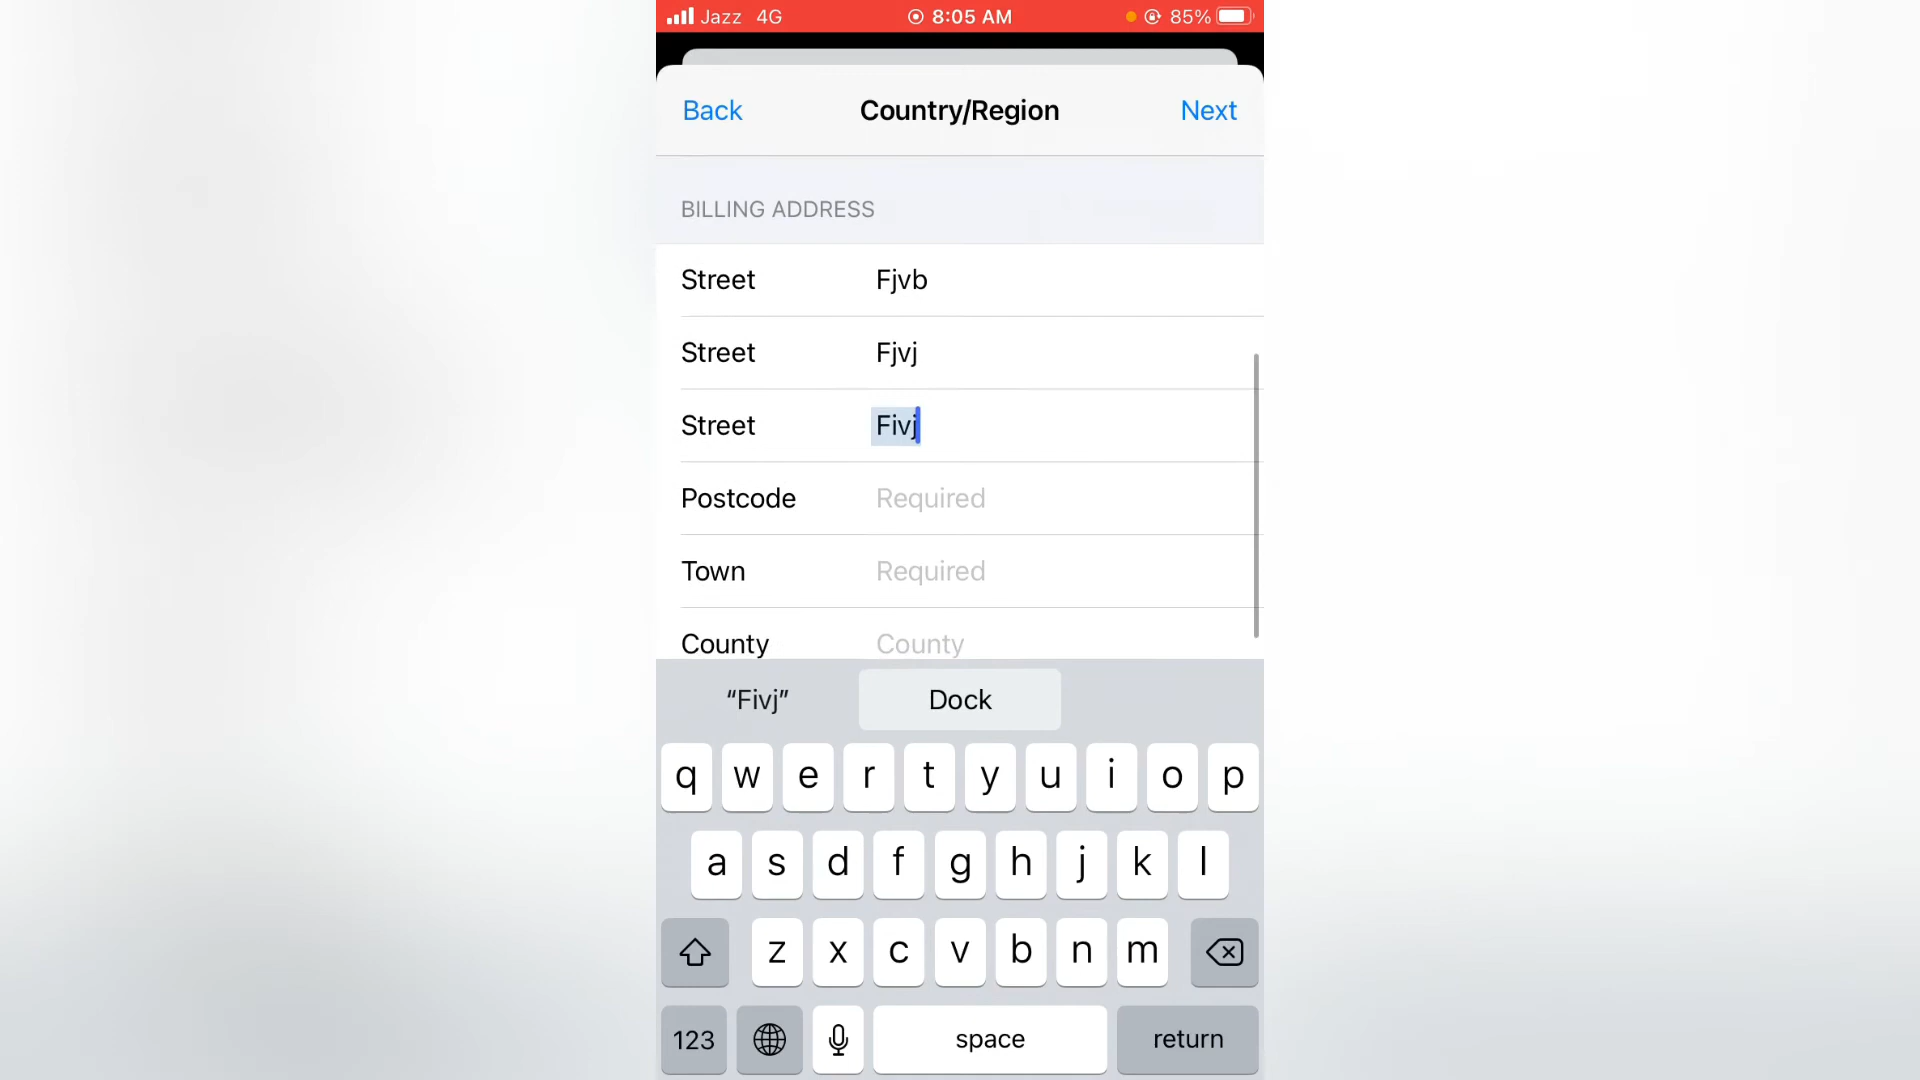 Jazz 4G 8:05 AM 85%
Back Country/Region Next
BILLING ADDRESS
Street Fjvb
Street Fjvj
Street Fivj
Postcode Required
Town Required
County County
“Fivj” Dock
q w e r t y u i o p
a s d f g h j k l
z x c v b n m
123 space return